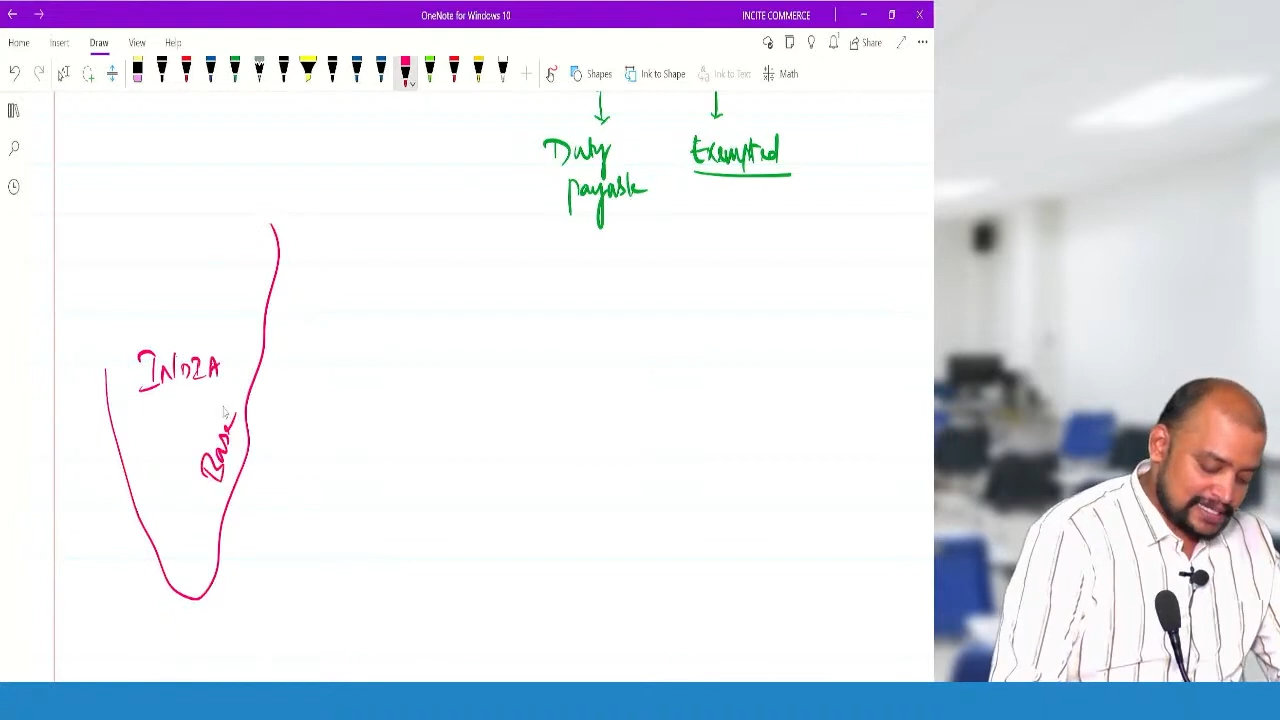 OneNote for Windows 10
INCITE COMMERCE
Home Insert Draw View Help
Share
Shapes Ink to Shape Ink to Text Math
Duty Exempted
payable
INDIA
Base